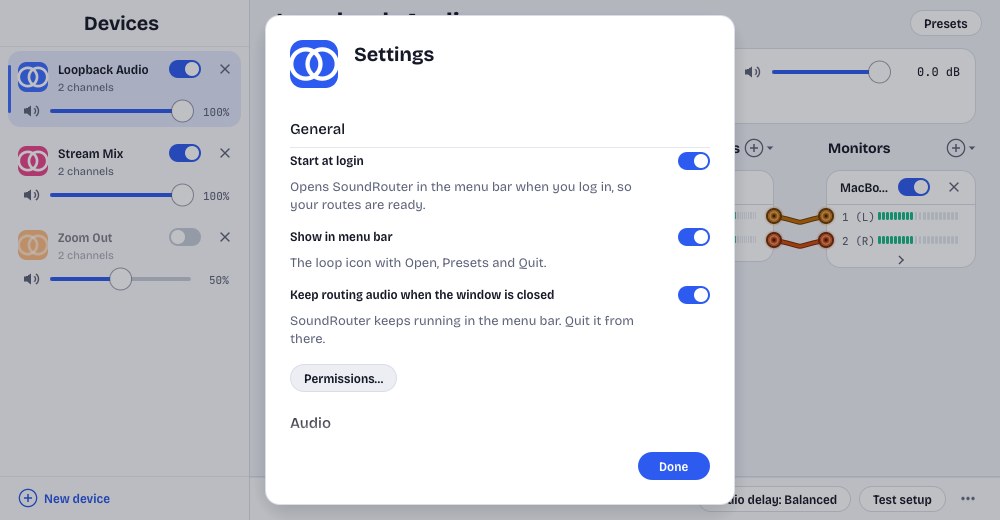 Devices
Loopback Audio
2 channels
100%
Stream Mix
2 channels
100%
Zoom Out
2 channels
50%
New device
Presets
0.0 dB
Monitors
MacBo...
1 (L)
2 (R)
Settings
General
Start at login
Opens SoundRouter in the menu bar when you log in, so
your routes are ready.
Show in menu bar
The loop icon with Open, Presets and Quit.
Keep routing audio when the window is closed
SoundRouter keeps running in the menu bar. Quit it from
there.
Permissions...
Audio
Done
delay: Balanced
Test setup